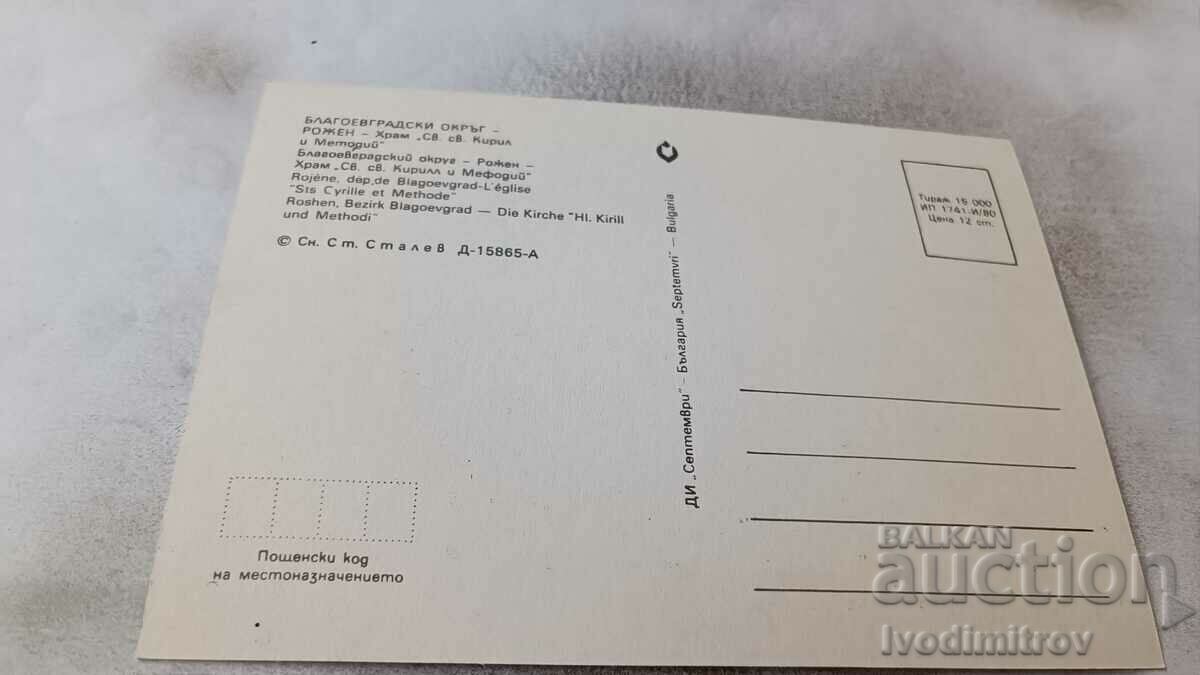 БЛАГОЕВГРАДСКИ ОКРЪГ –
РОЖЕН – Храм „Св. св. Кирил
и Методий"
Благоевградский округ – Рожен –
Храм „Св. св. Кирилл и Мефодий"
Rojène, dép,de Blagoevgrad-L'église
"Sts Cyrille et Methode"
Roshen, Bezirk Blagoevgrad — Die Kirche "Hl. Kirill
und Methodi"
© Сн. Ст. Сталев Д-15865-А
Пощенски код
на местоназначението
ДИ „Септември" – България „Septemvri" — Bulgaria
Тираж 15 000
ИП 1741-И/80
Цена 12 ст.
BALKAN
auction
Ivodimitrov